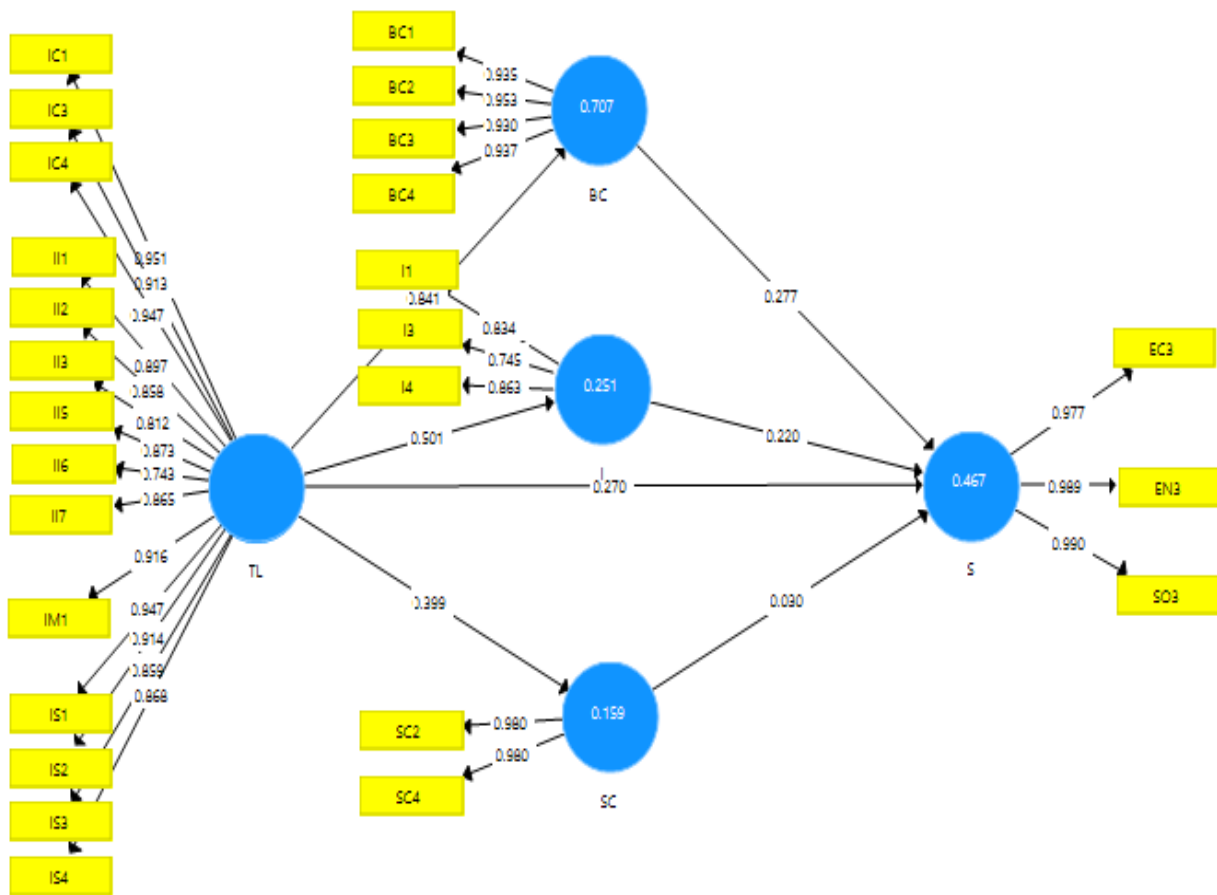 IC1
IC3
IC4
II1
II2
II3
II5
II6
II7
IM1
IS1
IS2
IS3
IS4
0.951
0.913
0.947
0.897
0.858
0.812
0.873
0.743
0.865
0.916
0.947
0.914
0.859
0.868
TL
BC1
BC2
BC3
BC4
0.935
0.953
0.930
0.937
0.707
BC
0.841
I1
I3
I4
0.834
0.745
0.863
0.251
I
0.501
0.270
0.399
SC2
SC4
0.980
0.980
0.159
SC
0.277
0.220
0.030
0.467
S
0.977
0.989
0.990
EC3
EN3
SO3